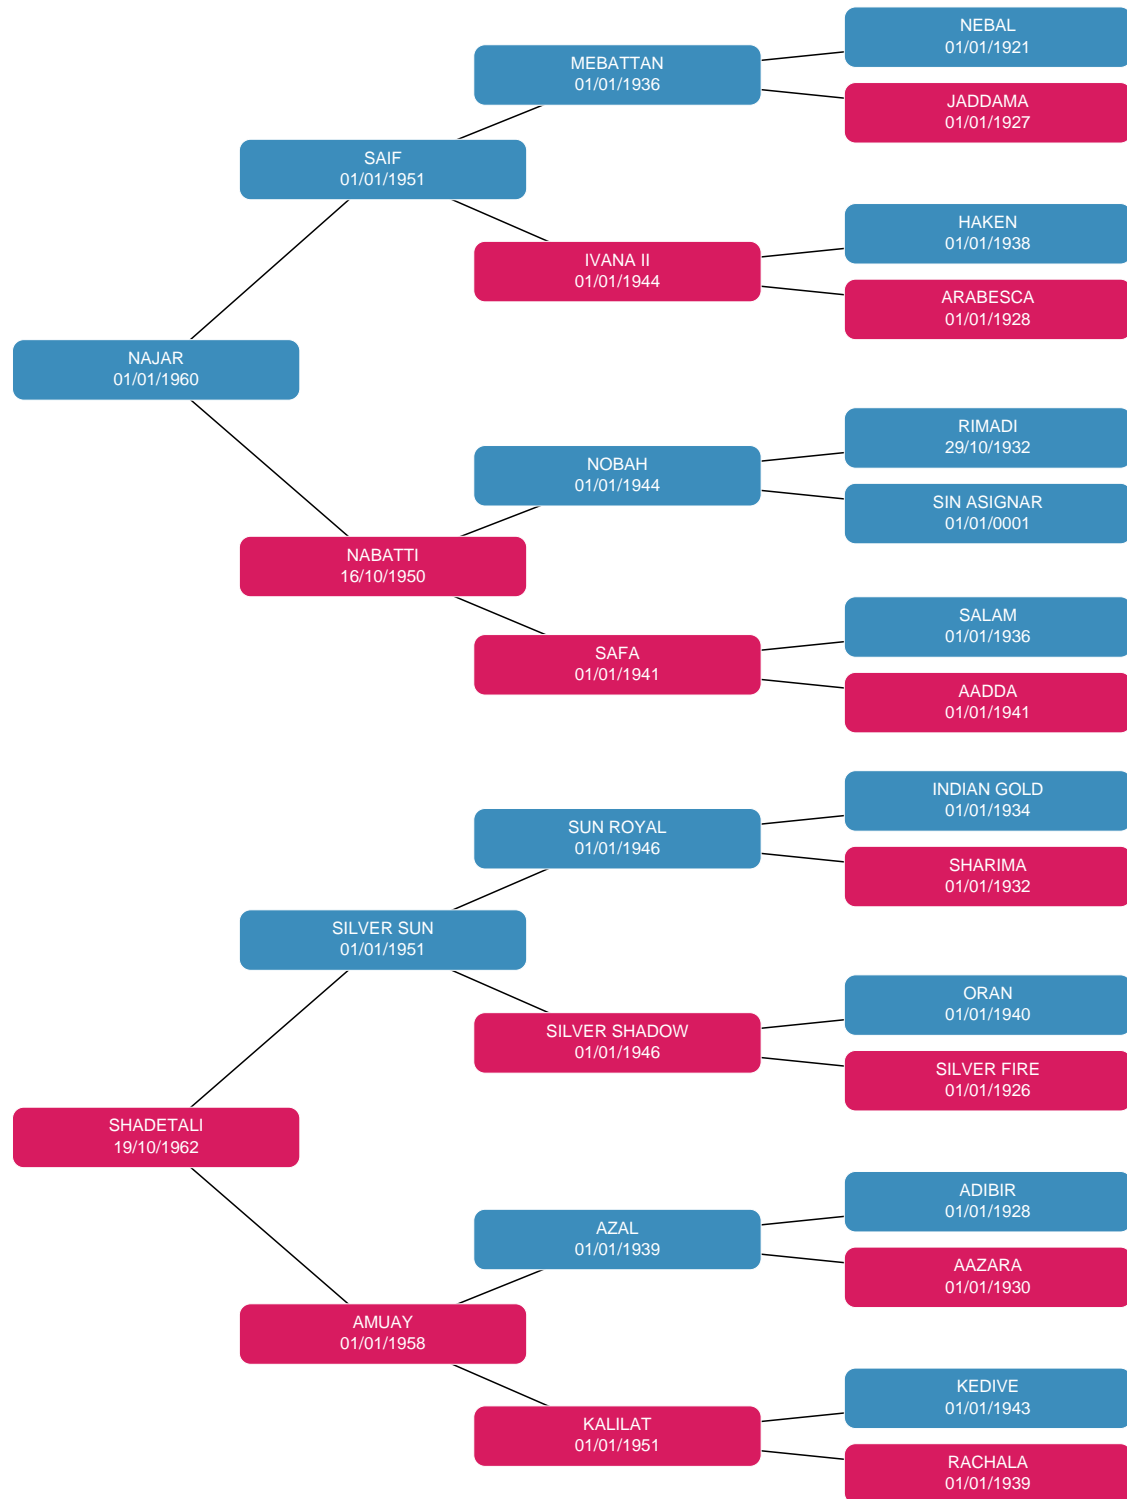 NEBAL
01/01/1921
MEBATTAN
01/01/1936
JADDAMA
01/01/1927
SAIF
01/01/1951
HAKEN
01/01/1938
IVANA II
01/01/1944
ARABESCA
01/01/1928
NAJAR
01/01/1960
RIMADI
29/10/1932
NOBAH
01/01/1944
SIN ASIGNAR
01/01/0001
NABATTI
16/10/1950
SALAM
01/01/1936
SAFA
01/01/1941
AADDA
01/01/1941
INDIAN GOLD
01/01/1934
SUN ROYAL
01/01/1946
SHARIMA
01/01/1932
SILVER SUN
01/01/1951
ORAN
01/01/1940
SILVER SHADOW
01/01/1946
SILVER FIRE
01/01/1926
SHADETALI
19/10/1962
ADIBIR
01/01/1928
AZAL
01/01/1939
AAZARA
01/01/1930
AMUAY
01/01/1958
KEDIVE
01/01/1943
KALILAT
01/01/1951
RACHALA
01/01/1939